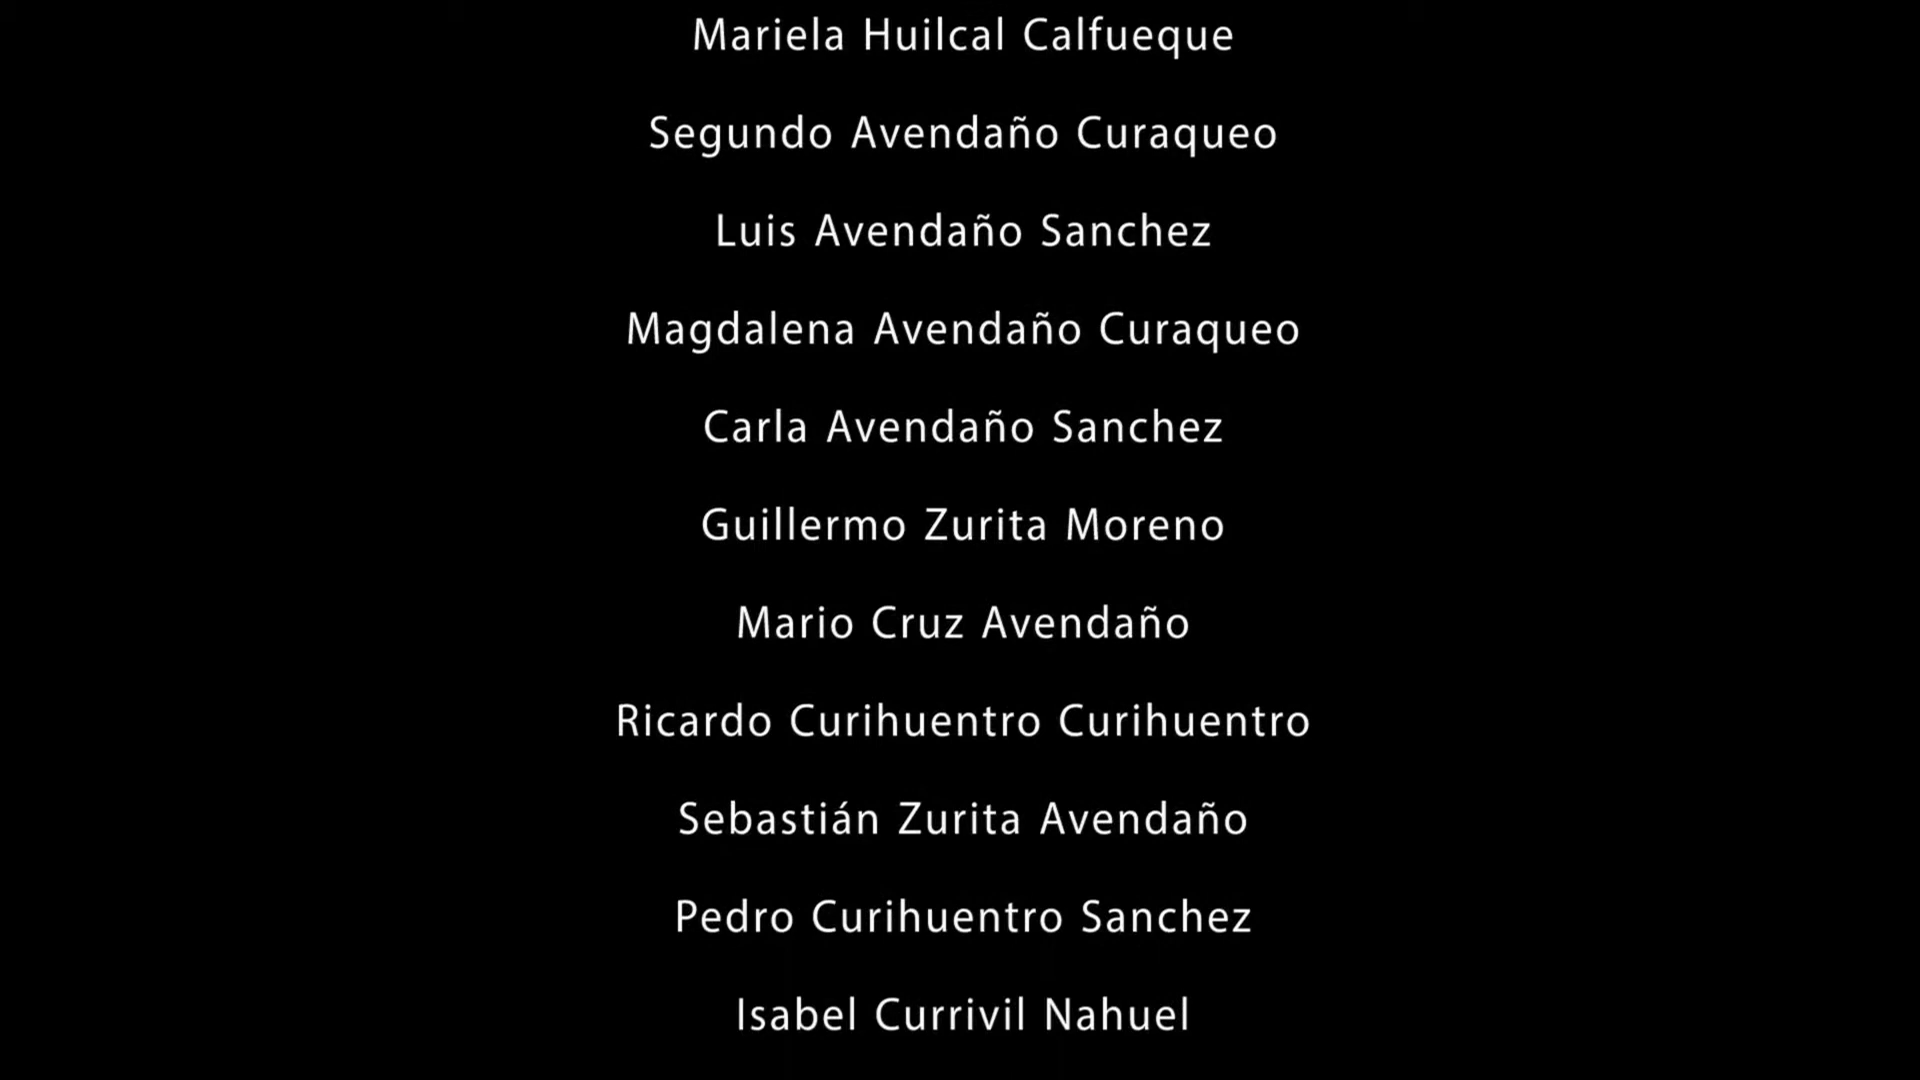 Mariela Huilcal Calfueque
Segundo Avendaño Curaqueo
Luis Avendaño Sanchez
Magdalena Avendaño Curaqueo
Carla Avendaño Sanchez
Guillermo Zurita Moreno
Mario Cruz Avendaño
Ricardo Curihuentro Curihuentro
Sebastián Zurita Avendaño
Pedro Curihuentro Sanchez
Isabel Currivil Nahuel